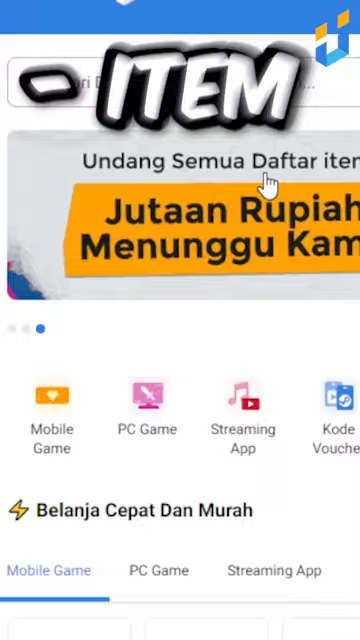 - ITEM
Undang Semua Daftar item
Jutaan Rupiah
Menunggu Kam
Mobile Game
PC Game
Streaming App
Kode Vouche
⚡ Belanja Cepat Dan Murah
Mobile Game
PC Game
Streaming App